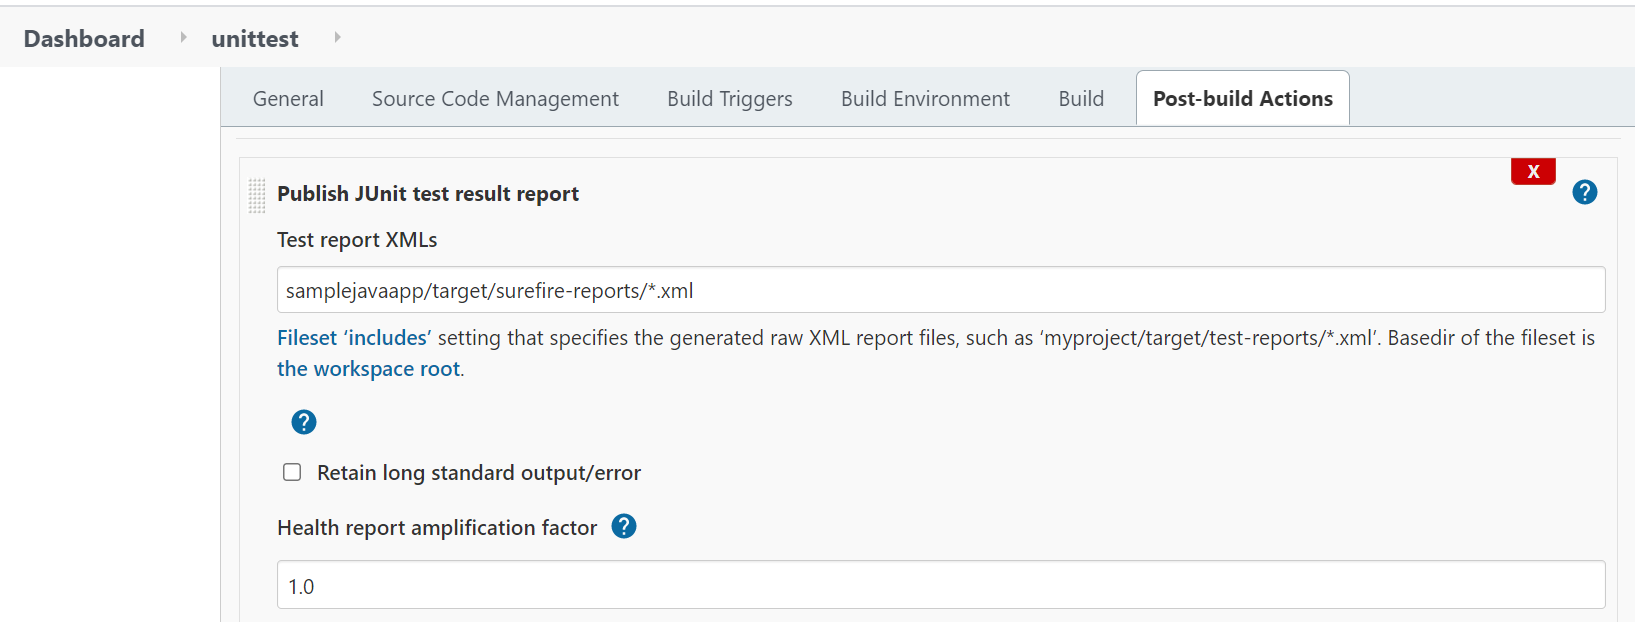 Dashboard unittest
General Source Code Management Build Triggers Build Environment Build Post-build Actions
X
Publish JUnit test result report ?
Test report XMLs
samplejavaapp/target/surefire-reports/*.xml
Fileset ‘includes’ setting that specifies the generated raw XML report files, such as ‘myproject/target/test-reports/*.xml’. Basedir of the fileset is
the workspace root.
?
Retain long standard output/error
Health report amplification factor ?
1.0